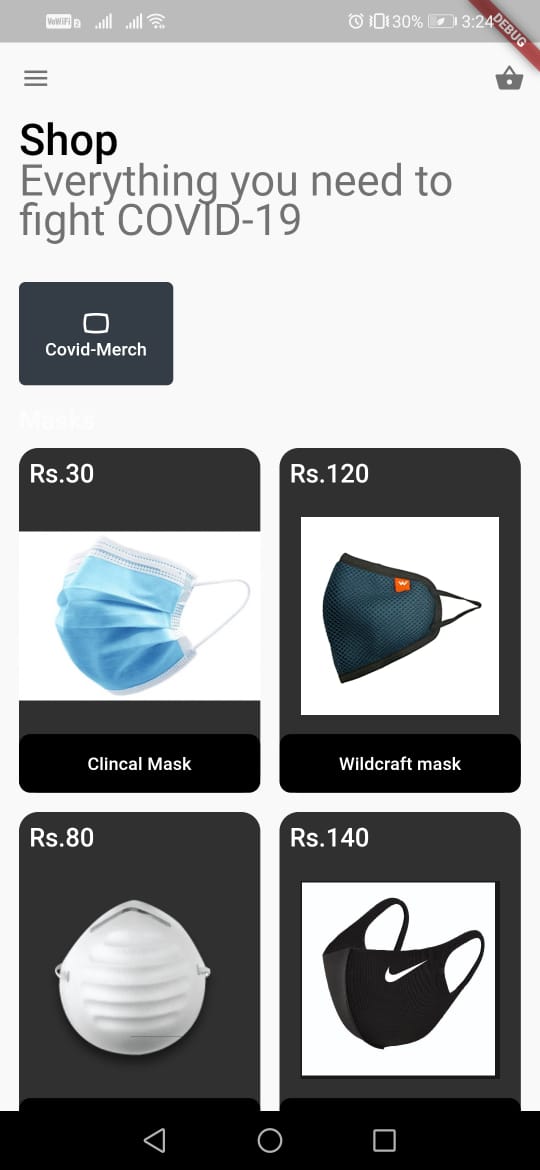 VoWiFi 2 30% 3:24
DEBUG
Shop
Everything you need to
fight COVID-19
Covid-Merch
Masks
Rs.30
Rs.120
Clincal Mask
Wildcraft mask
Rs.80
Rs.140